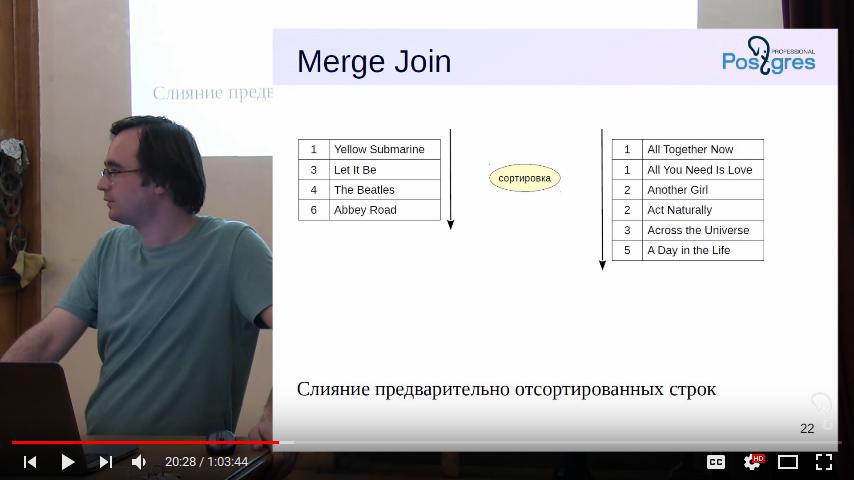 Merge Join
PROFESSIONAL
Postgres
Слияние предв
1 Yellow Submarine
3 Let It Be
4 The Beatles
6 Abbey Road
сортировка
1 All Together Now
1 All You Need Is Love
2 Another Girl
2 Act Naturally
3 Across the Universe
5 A Day in the Life
Слияние предварительно отсортированных строк
22
20:28 / 1:03:44
CC
HD